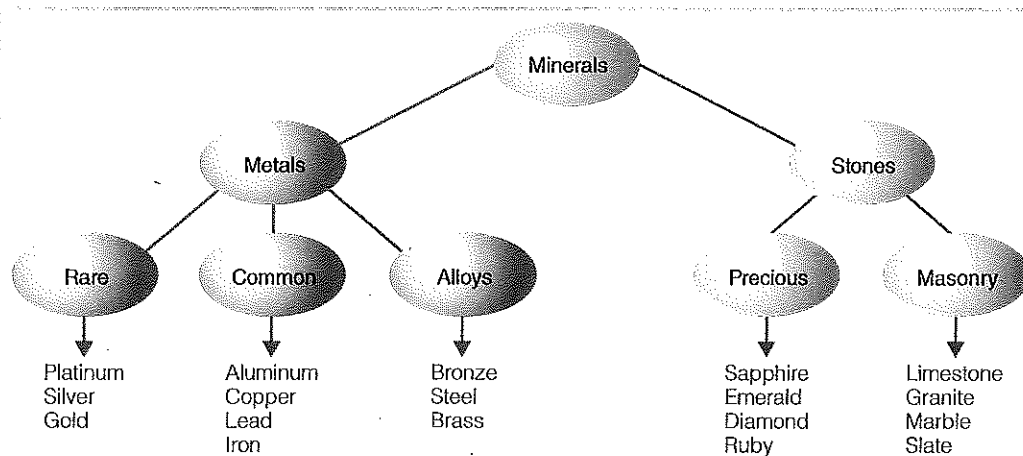 Minerals
Metals
Stones
Rare
Common
Alloys
Precious
Masonry
Platinum
Silver
Gold
Aluminum
Copper
Lead
Iron
Bronze
Steel
Brass
Sapphire
Emerald
Diamond
Ruby
Limestone
Granite
Marble
Slate